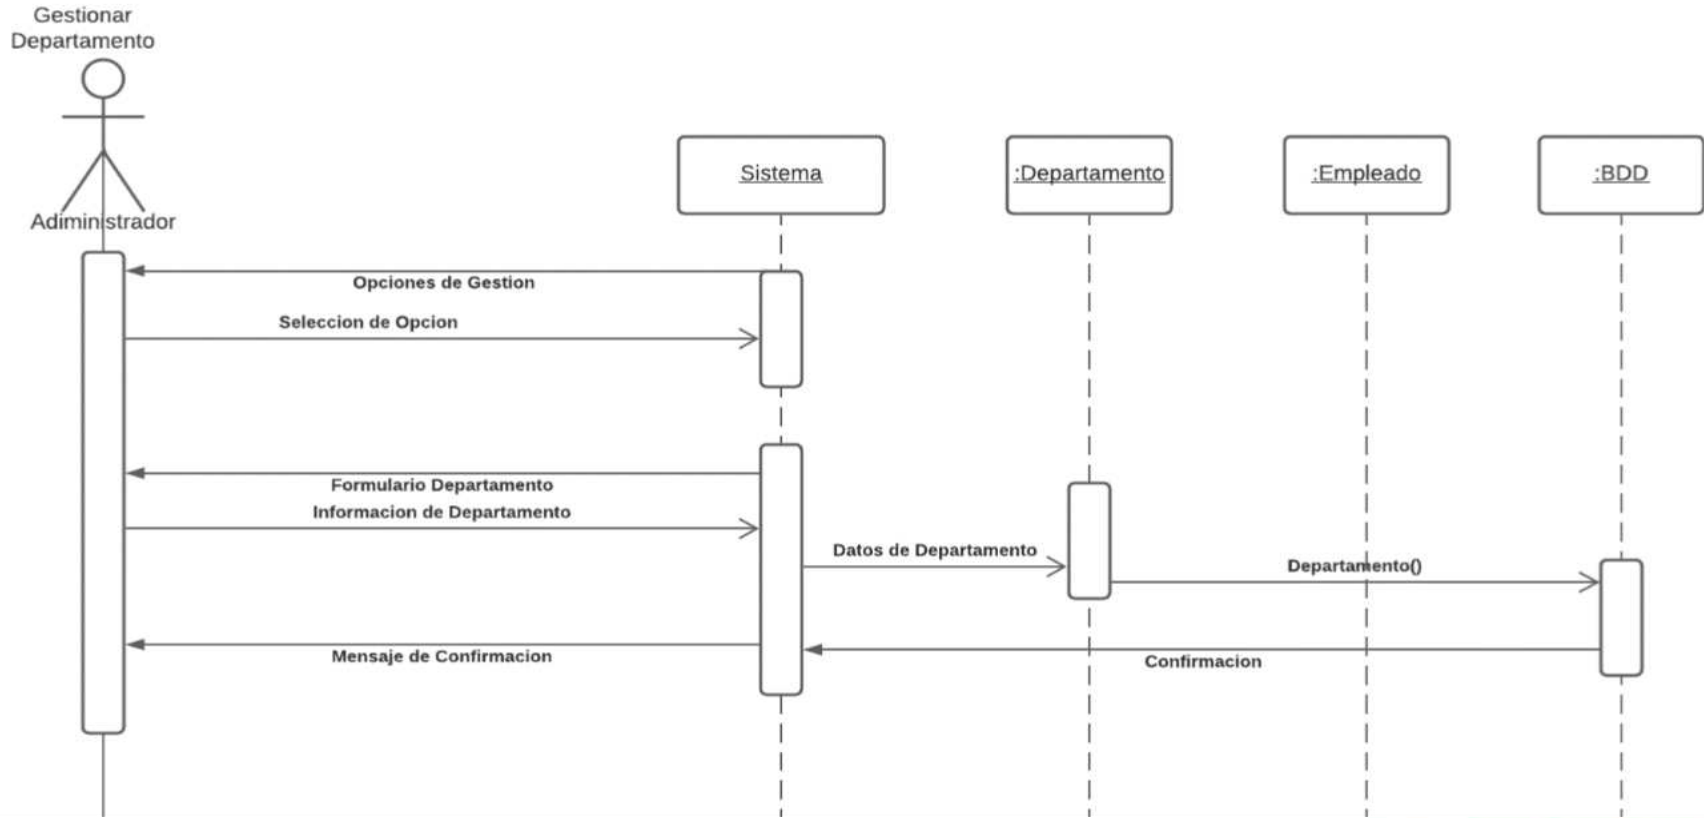 Gestionar
Departamento
Adiministrador
Sistema
:Departamento
:Empleado
:BDD
Opciones de Gestion
Seleccion de Opcion
Formulario Departamento
Informacion de Departamento
Datos de Departamento
Departamento()
Mensaje de Confirmacion
Confirmacion